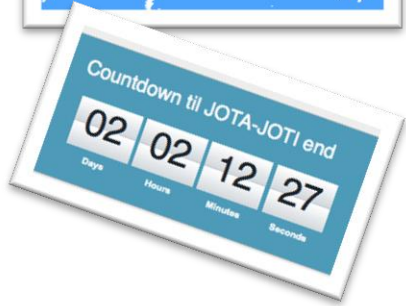 Countdown til JOTA-JOTI end
02 02 12 27
Days Hours Minutes Seconds